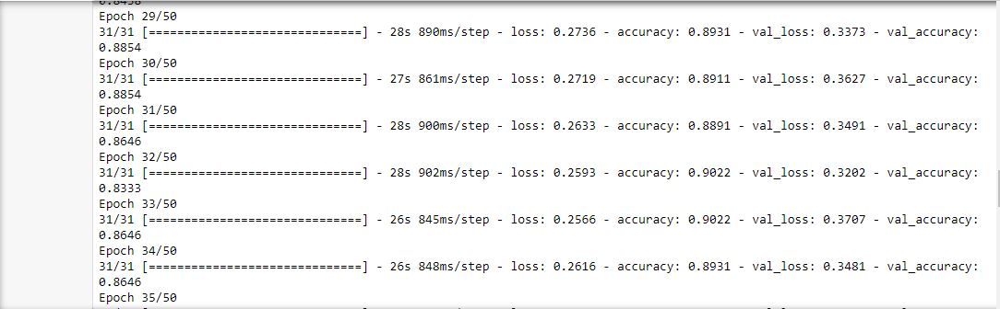 0.8438
Epoch 29/50
31/31 [==============================] - 28s 890ms/step - loss: 0.2736 - accuracy: 0.8931 - val_loss: 0.3373 - val_accuracy:
0.8854
Epoch 30/50
31/31 [==============================] - 27s 861ms/step - loss: 0.2719 - accuracy: 0.8911 - val_loss: 0.3627 - val_accuracy:
0.8854
Epoch 31/50
31/31 [==============================] - 28s 900ms/step - loss: 0.2633 - accuracy: 0.8891 - val_loss: 0.3491 - val_accuracy:
0.8646
Epoch 32/50
31/31 [==============================] - 28s 902ms/step - loss: 0.2593 - accuracy: 0.9022 - val_loss: 0.3202 - val_accuracy:
0.8333
Epoch 33/50
31/31 [==============================] - 26s 845ms/step - loss: 0.2566 - accuracy: 0.9022 - val_loss: 0.3707 - val_accuracy:
0.8646
Epoch 34/50
31/31 [==============================] - 26s 848ms/step - loss: 0.2616 - accuracy: 0.8931 - val_loss: 0.3481 - val_accuracy:
0.8646
Epoch 35/50